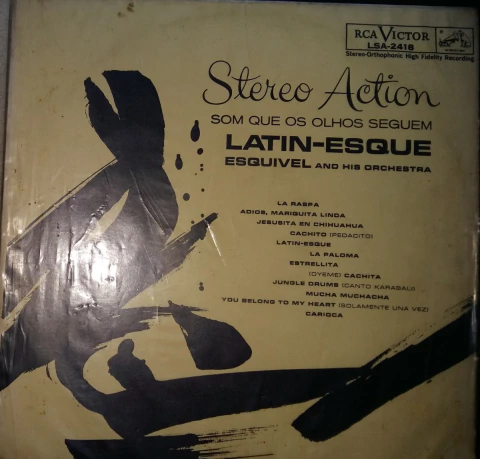 RCA VICTOR
LSA-2418
Stereo-Orthophonic High Fidelity Recording
Stereo Action
SOM QUE OS OLHOS SEGUEM
LATIN-ESQUE
ESQUIVEL AND HIS ORCHESTRA
LA RASPA
ADIOS, MARIQUITA LINDA
JESUSITA EN CHIHUAHUA
CACHITO (PEDACITO)
LATIN-ESQUE
LA PALOMA
ESTRELLITA
(OYEME) CACHITA
JUNGLE DRUMS (CANTO KARABALI)
MUCHA MUCHACHA
YOU BELONG TO MY HEART (SOLAMENTE UNA VEZ)
CARIOCA